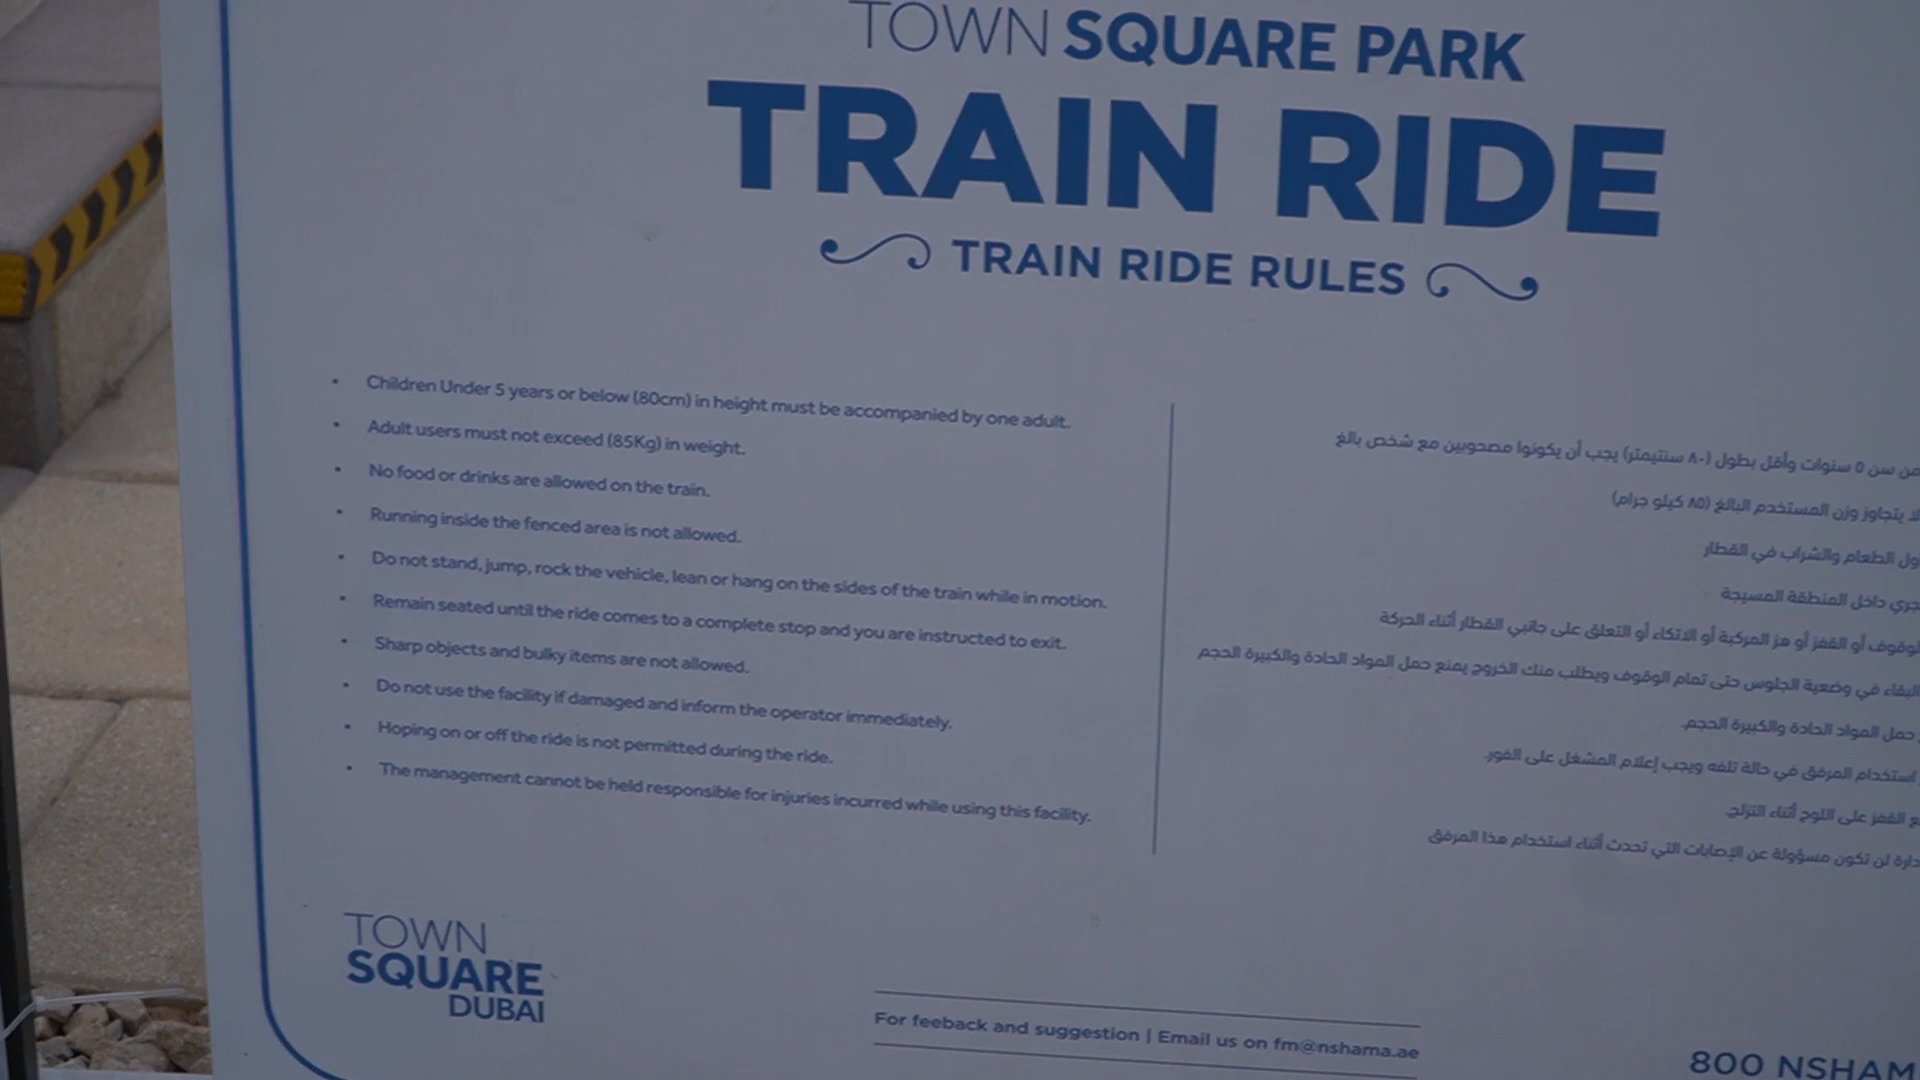 TOWN SQUARE PARK
TRAIN RIDE
TRAIN RIDE RULES
• Children Under 5 years or below (80cm) in height must be accompanied by one adult.
• Adult users must not exceed (85Kg) in weight.
• No food or drinks are allowed on the train.
• Running inside the fenced area is not allowed.
• Do not stand, jump, rock the vehicle, lean or hang on the sides of the train while in motion.
• Remain seated until the ride comes to a complete stop and you are instructed to exit.
• Sharp objects and bulky items are not allowed.
• Do not use the facility if damaged and inform the operator immediately.
• Hoping on or off the ride is not permitted during the ride.
• The management cannot be held responsible for injuries incurred while using this facility.
من سن ٥ سنوات وأقل بطول (٨٠ سنتيمتر) يجب أن يكونوا مصحوبين مع شخص بالغ
لا يتجاوز وزن المستخدم البالغ (٨٥ كيلو جرام)
الطعام والشراب في القطار
داخل المنطقة المسيجة
أو القفز أو هز المركبة أو الاتكاء أو التعلق على جانبي القطار أثناء الحركة
البقاء في وضعية الجلوس حتى تمام الوقوف ويطلب منك الخروج يمنع حمل المواد الحادة والكبيرة الحجم
حمل المواد الحادة والكبيرة الحجم.
استخدام المرفق في حالة تلفه ويجب إعلام المشغل على الفور.
القفز على اللوح أثناء التزلج.
لن تكون مسؤولة عن الإصابات التي تحدث أثناء استخدام هذا المرفق
TOWN
SQUARE
DUBAI
For feeback and suggestion | Email us on fm@nshama.ae
800 NSHAM